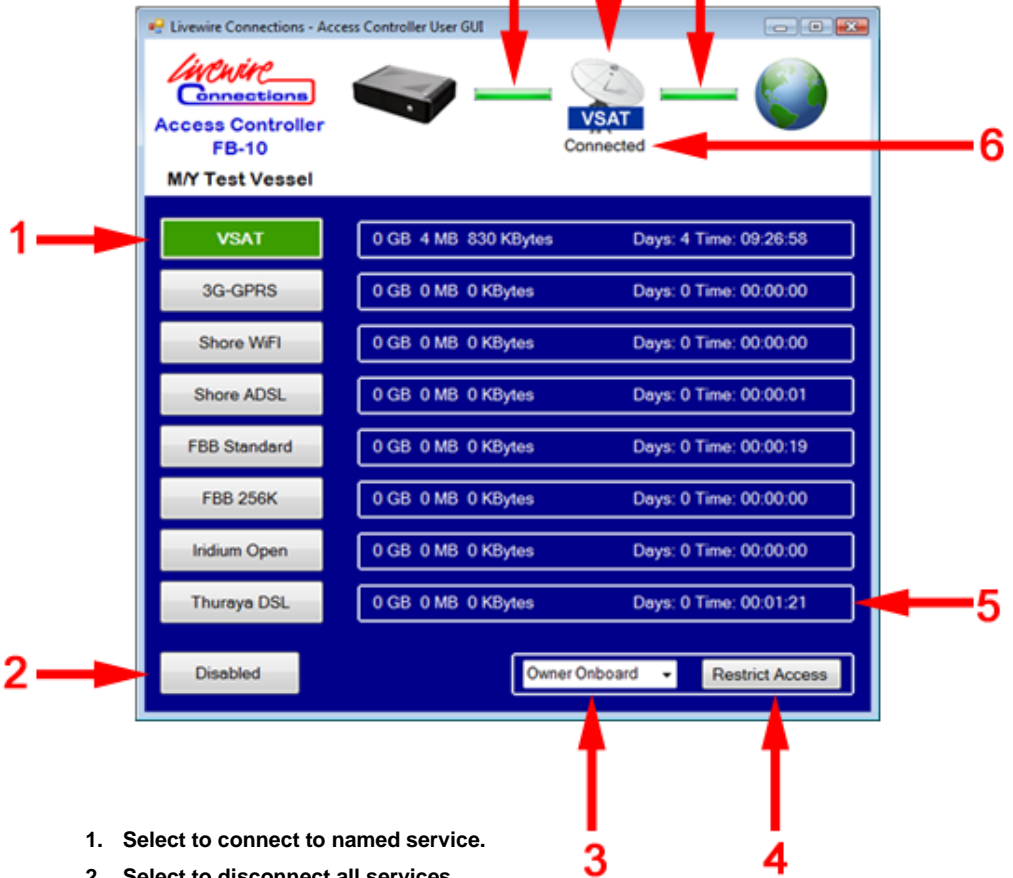 Livewire Connections - Access Controller User GUI
Livewire
Connections
Access Controller
FB-10
M/Y Test Vessel
VSAT
Connected
6
1
VSAT 0 GB 4 MB 830 KBytes Days: 4 Time: 09:26:58
3G-GPRS 0 GB 0 MB 0 KBytes Days: 0 Time: 00:00:00
Shore WiFI 0 GB 0 MB 0 KBytes Days: 0 Time: 00:00:00
Shore ADSL 0 GB 0 MB 0 KBytes Days: 0 Time: 00:00:01
FBB Standard 0 GB 0 MB 0 KBytes Days: 0 Time: 00:00:19
FBB 256K 0 GB 0 MB 0 KBytes Days: 0 Time: 00:00:00
Iridium Open 0 GB 0 MB 0 KBytes Days: 0 Time: 00:00:00
Thuraya DSL 0 GB 0 MB 0 KBytes Days: 0 Time: 00:01:21
5
2
Disabled Owner Onboard Restrict Access
3 4
1. Select to connect to named service.
2. Select to disconnect all services